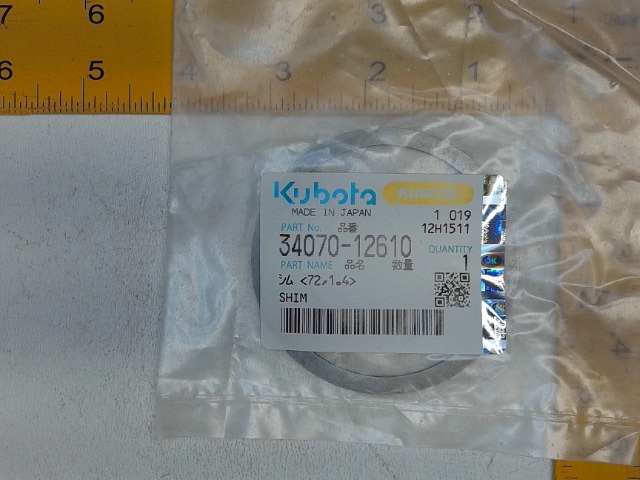 7 6
6 5 4 3 2 1
3 2 1
Kubota KUBOTA
MADE IN JAPAN 1 019
PART No. 品番 12H1511
34070-12610 QUANTITY
PART NAME 品名 数量 1
シム <72,1.4>
SHIM